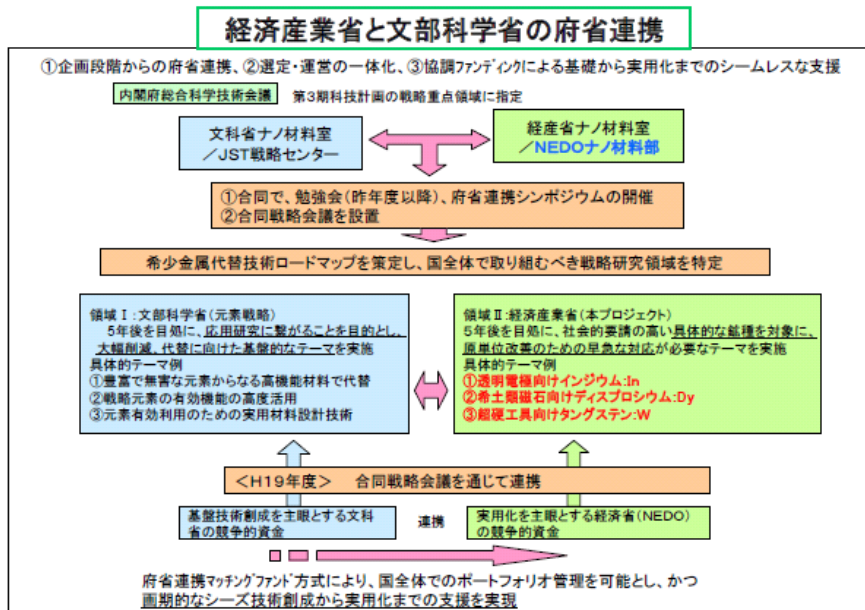 経済産業省と文部科学省の府省連携
①企画段階からの府省連携、②選定・運営の一体化、③協調ファンディングによる基礎から実用化までのシームレスな支援
内閣府総合科学技術会議　第3期科技計画の戦略重点領域に指定
文科省ナノ材料室
／JST戦略センター
経産省ナノ材料室
／NEDOナノ材料部
①合同で、勉強会(昨年度以降)、府省連携シンポジウムの開催
②合同戦略会議を設置
希少金属代替技術ロードマップを策定し、国全体で取り組むべき戦略研究領域を特定
領域Ⅰ：文部科学省(元素戦略)
5年後を目処に、応用研究に繋がることを目的とし、
大幅削減、代替に向けた基盤的なテーマを実施
具体的テーマ例
①豊富で無害な元素からなる高機能材料で代替
②戦略元素の有効機能の高度活用
③元素有効利用のための実用材料設計技術
領域Ⅱ：経済産業省(本プロジェクト)
5年後を目処に、社会的要請の高い具体的な鉱種を対象に、
原単位改善のための早急な対応が必要なテーマを実施
具体的テーマ例
①透明電極向けインジウム：In
②希土類磁石向けディスプロシウム：Dy
③超硬工具向けタングステン：W
＜H19年度＞　合同戦略会議を通じて連携
基盤技術創成を主眼とする文科
省の競争的資金
連携
実用化を主眼とする経済省(NEDO)
の競争的資金
府省連携マッチングファンド方式により、国全体でのポートフォリオ管理を可能とし、かつ
画期的なシーズ技術創成から実用化までの支援を実現